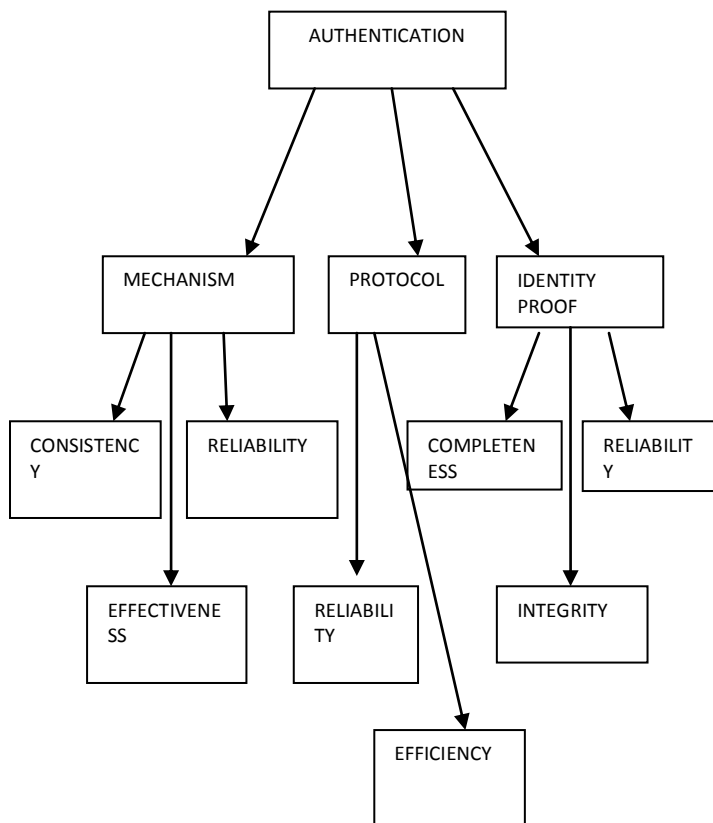 AUTHENTICATION
MECHANISM
PROTOCOL
IDENTITY
PROOF
CONSISTENC
Y
RELIABILITY
COMPLETEN
ESS
RELIABILIT
Y
EFFECTIVENE
SS
RELIABILI
TY
INTEGRITY
EFFICIENCY